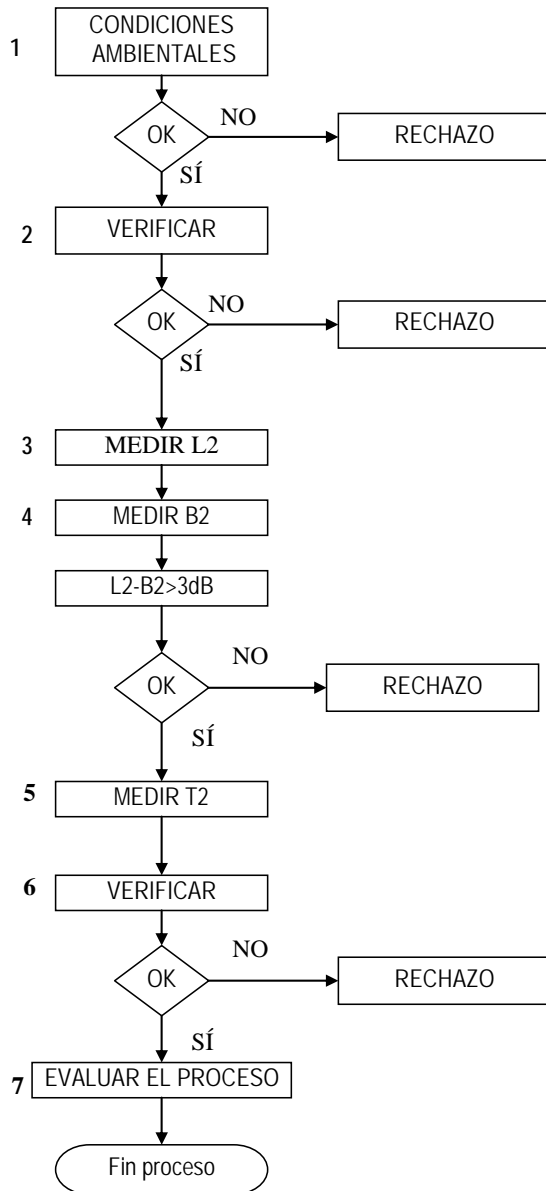 CONDICIONES
1
AMBIENTALES
OK
NO
RECHAZO
SÍ
2
VERIFICAR
OK
NO
RECHAZO
SÍ
3
MEDIR L2
4
MEDIR B2
L2-B2>3dB
OK
NO
RECHAZO
SÍ
5
MEDIR T2
6
VERIFICAR
OK
NO
RECHAZO
SÍ
7
EVALUAR EL PROCESO
Fin proceso